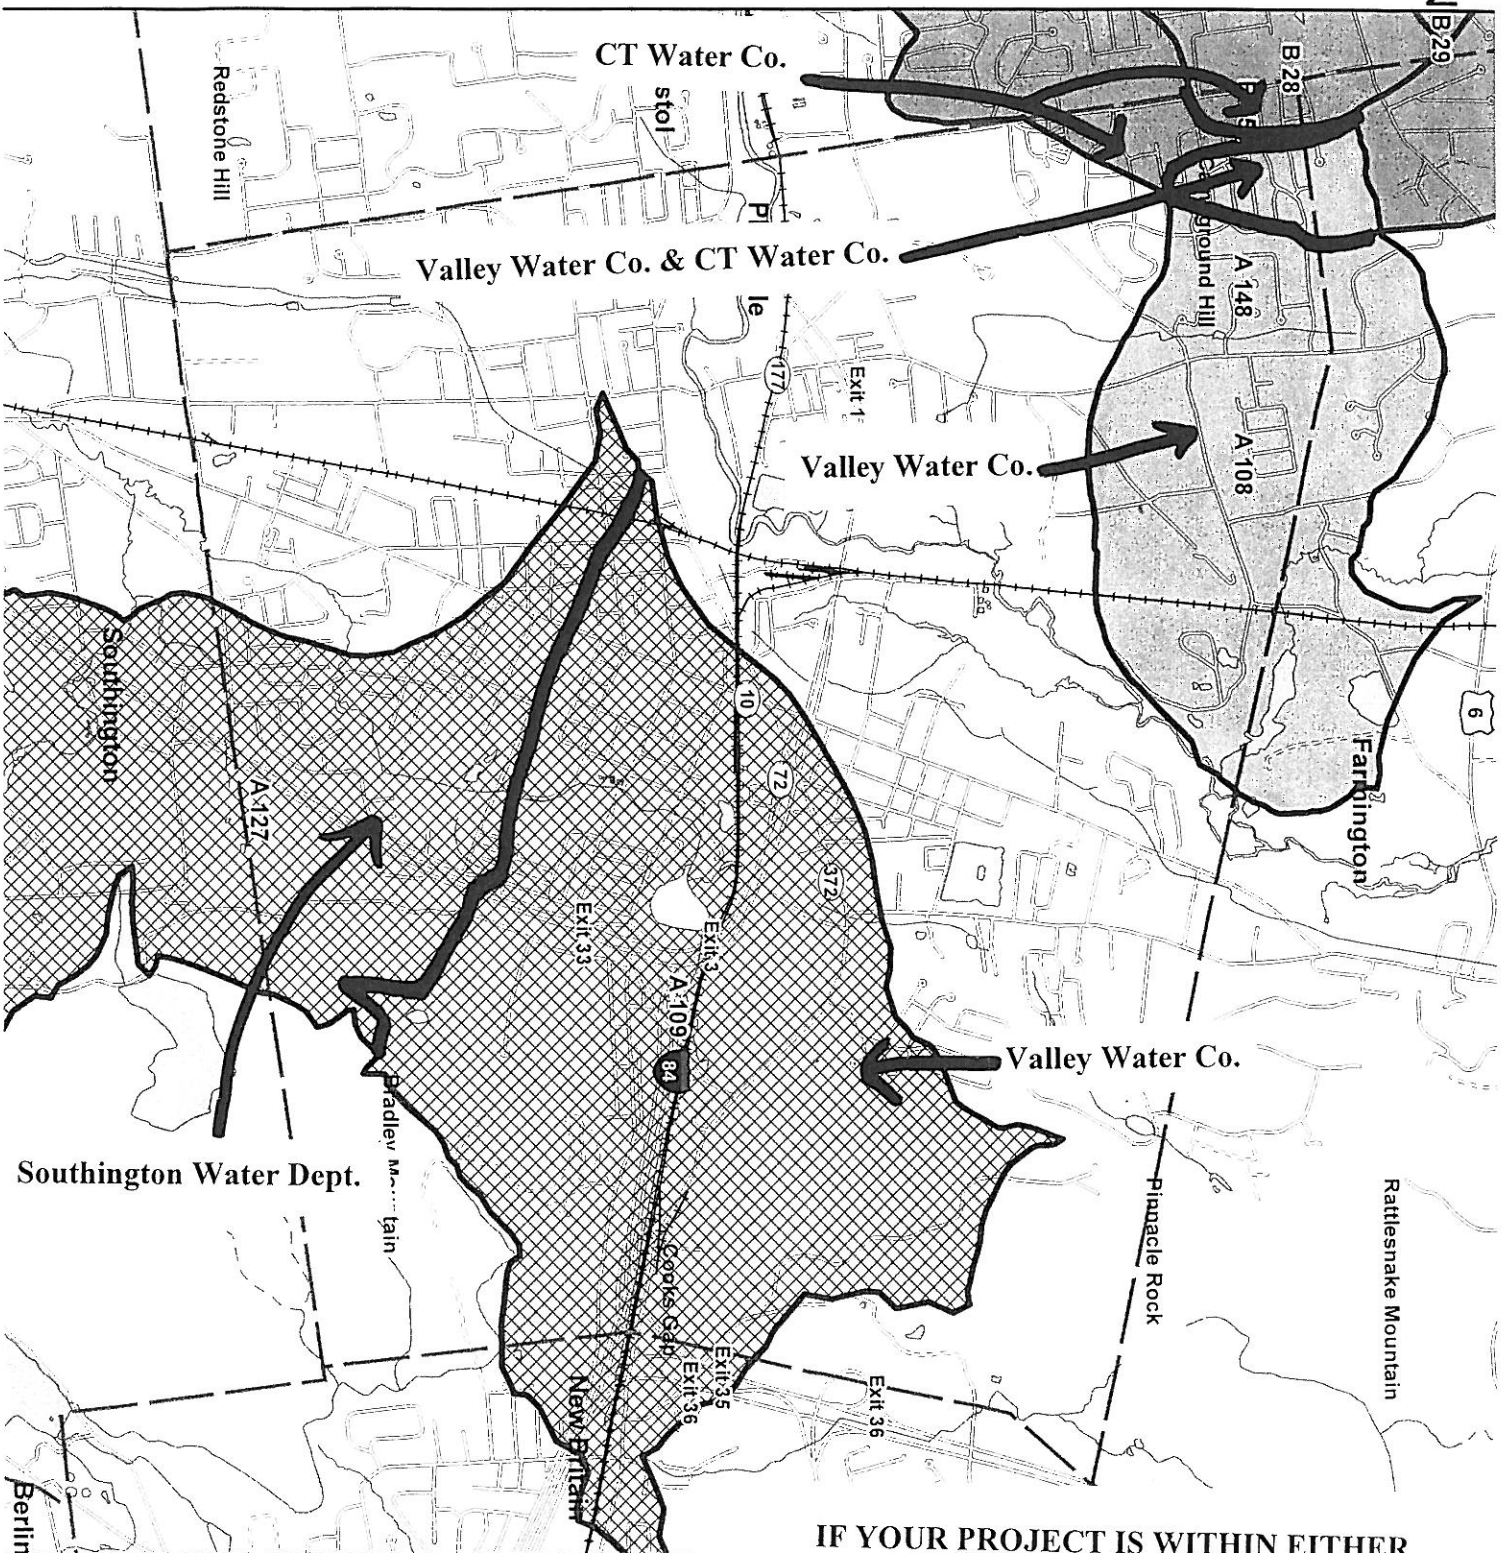 B 29
CT Water Co.
B 28
stol
Redstone Hill
Valley Water Co. & CT Water Co.
A 148
le
177
Exit 1
Valley Water Co.
A 108
10
6
Southington
Farmington
72
A 127
372
Exit 33
Exit 3
A 109
84
Valley Water Co.
Southington Water Dept.
tain
Pinnacle Rock
Rattlesnake Mountain
Cooks Gap
Exit 35
Exit 36
Exit 36
New Britain
Berlin
IF YOUR PROJECT IS WITHIN EITHER